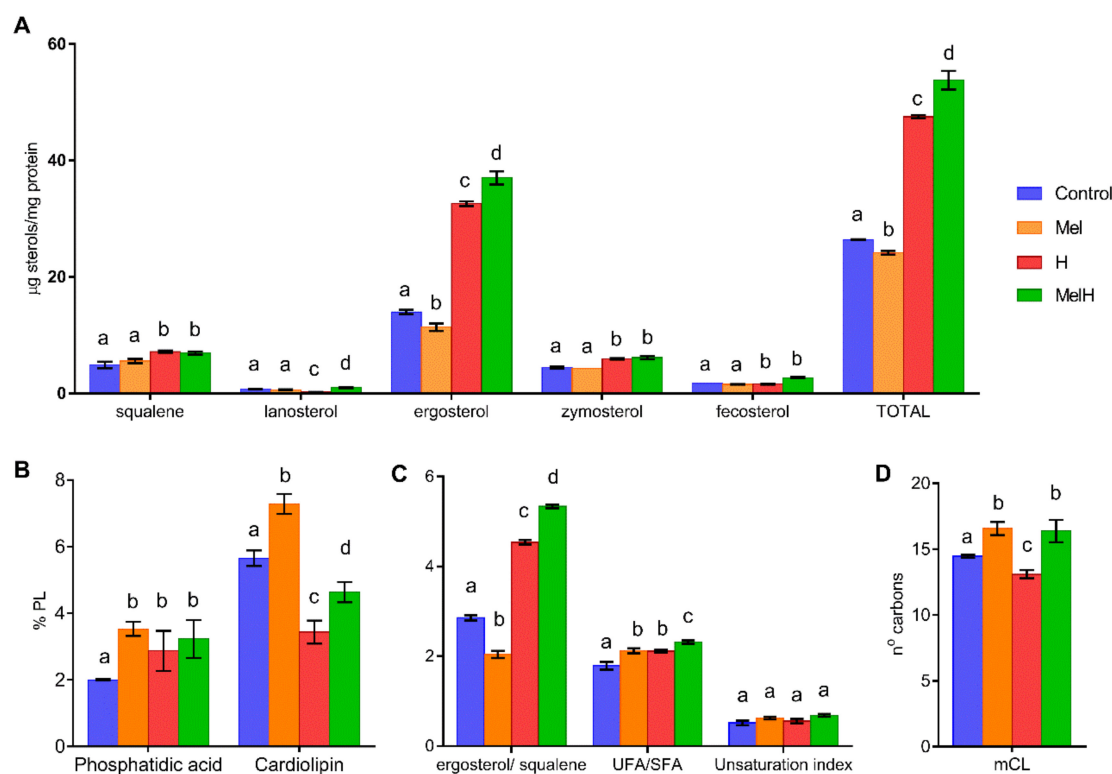 A
60
40
20
0
µg sterols/mg protein
a a b b
a a c d
a b c d
a a b b
a a b b
a b c d
squalene lanosterol ergosterol zymosterol fecosterol TOTAL
Control
Mel
H
MelH
B
8
6
4
2
0
% PL
a b b b
a b c d
Phosphatidic acid Cardiolipin
C
6
4
2
0
a b c d
a b b c
a a a a
ergosterol/ squalene UFA/SFA Unsaturation index
D
20
15
10
5
0
nº carbons
a b c b
mCL